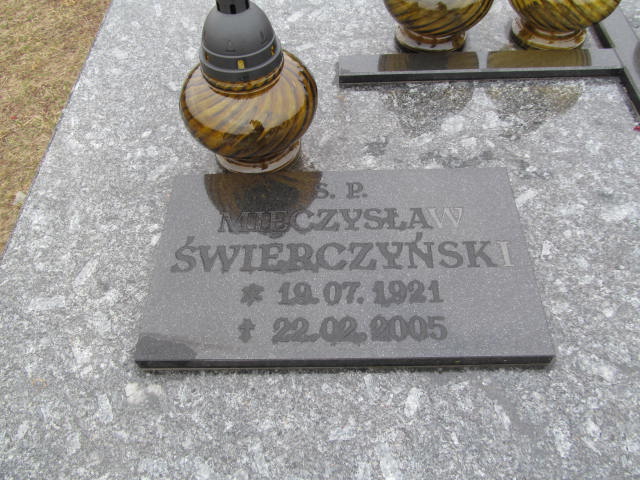 Ś. P.
MIECZYSŁAW
ŚWIERCZYŃSKI
* 19.07.1921
† 22.02.2005